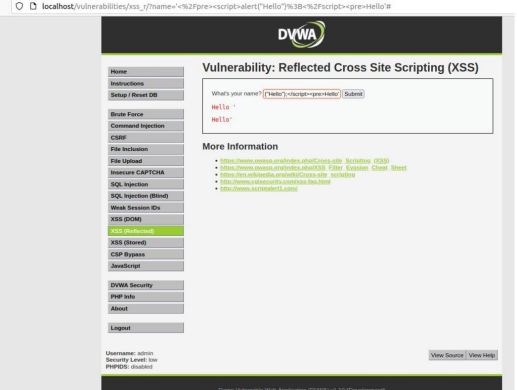 localhost/vulnerabilities/xss_r/?name='<%2Fpre><script>alert("Hello")%3B<%2Fscript><pre>Hello'#
DVWA
Home
Instructions
Setup / Reset DB
Brute Force
Command Injection
CSRF
File Inclusion
File Upload
Insecure CAPTCHA
SQL Injection
SQL Injection (Blind)
Weak Session IDs
XSS (DOM)
XSS (Reflected)
XSS (Stored)
CSP Bypass
JavaScript
DVWA Security
PHP Info
About
Logout
Vulnerability: Reflected Cross Site Scripting (XSS)
What's your name? ("Hello");</script><pre>Hello' Submit
Hello '
Hello'
More Information
https://www.owasp.org/index.php/Cross-site_Scripting_(XSS)
https://www.owasp.org/index.php/XSS_Filter_Evasion_Cheat_Sheet
https://en.wikipedia.org/wiki/Cross-site_scripting
http://www.cgisecurity.com/xss-faq.html
http://www.scriptalert1.com/
Username: admin
Security Level: low
PHPIDS: disabled
View Source View Help